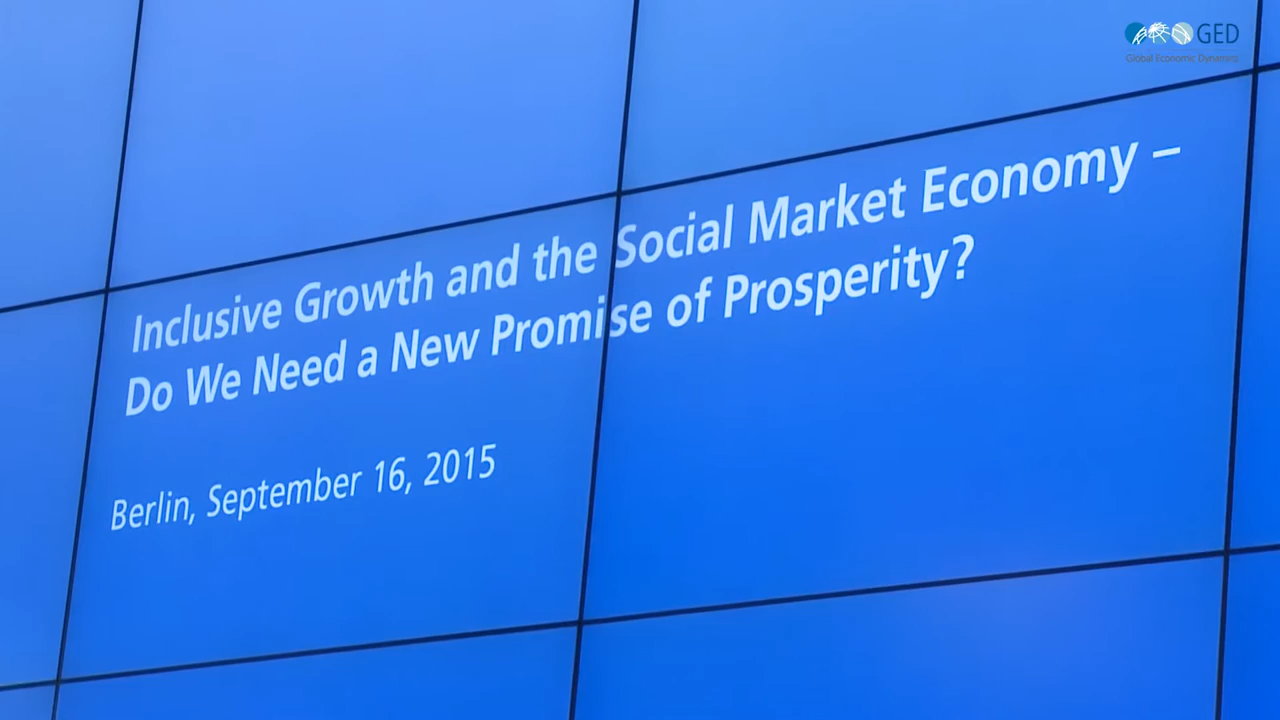 GED
Global Economic Dynamics
Inclusive Growth and the Social Market Economy –
Do We Need a New Promise of Prosperity?
Berlin, September 16, 2015